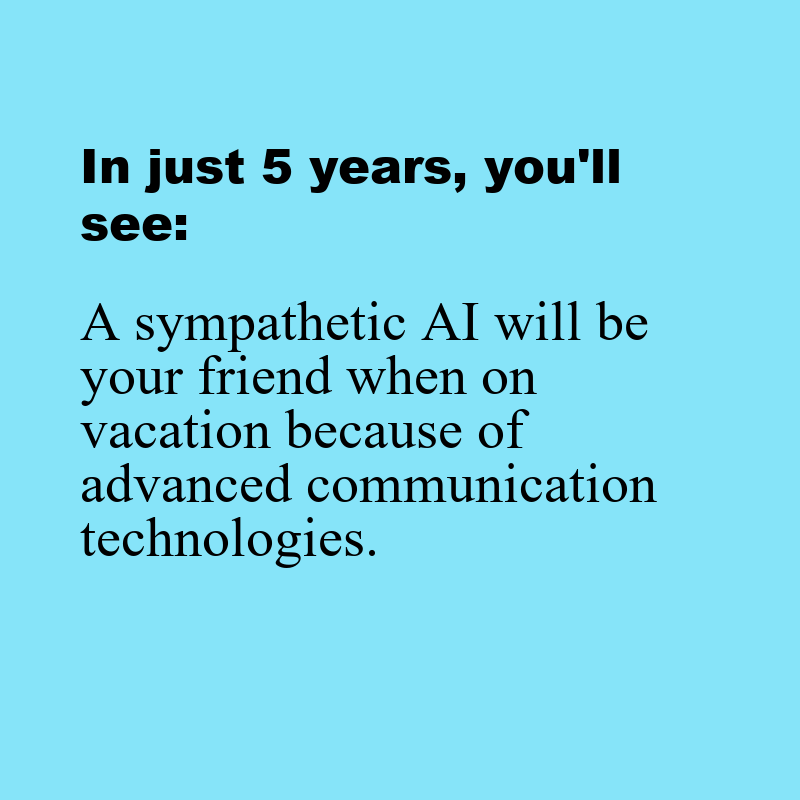 In just 5 years, you'll
see:
A sympathetic AI will be
your friend when on
vacation because of
advanced communication
technologies.